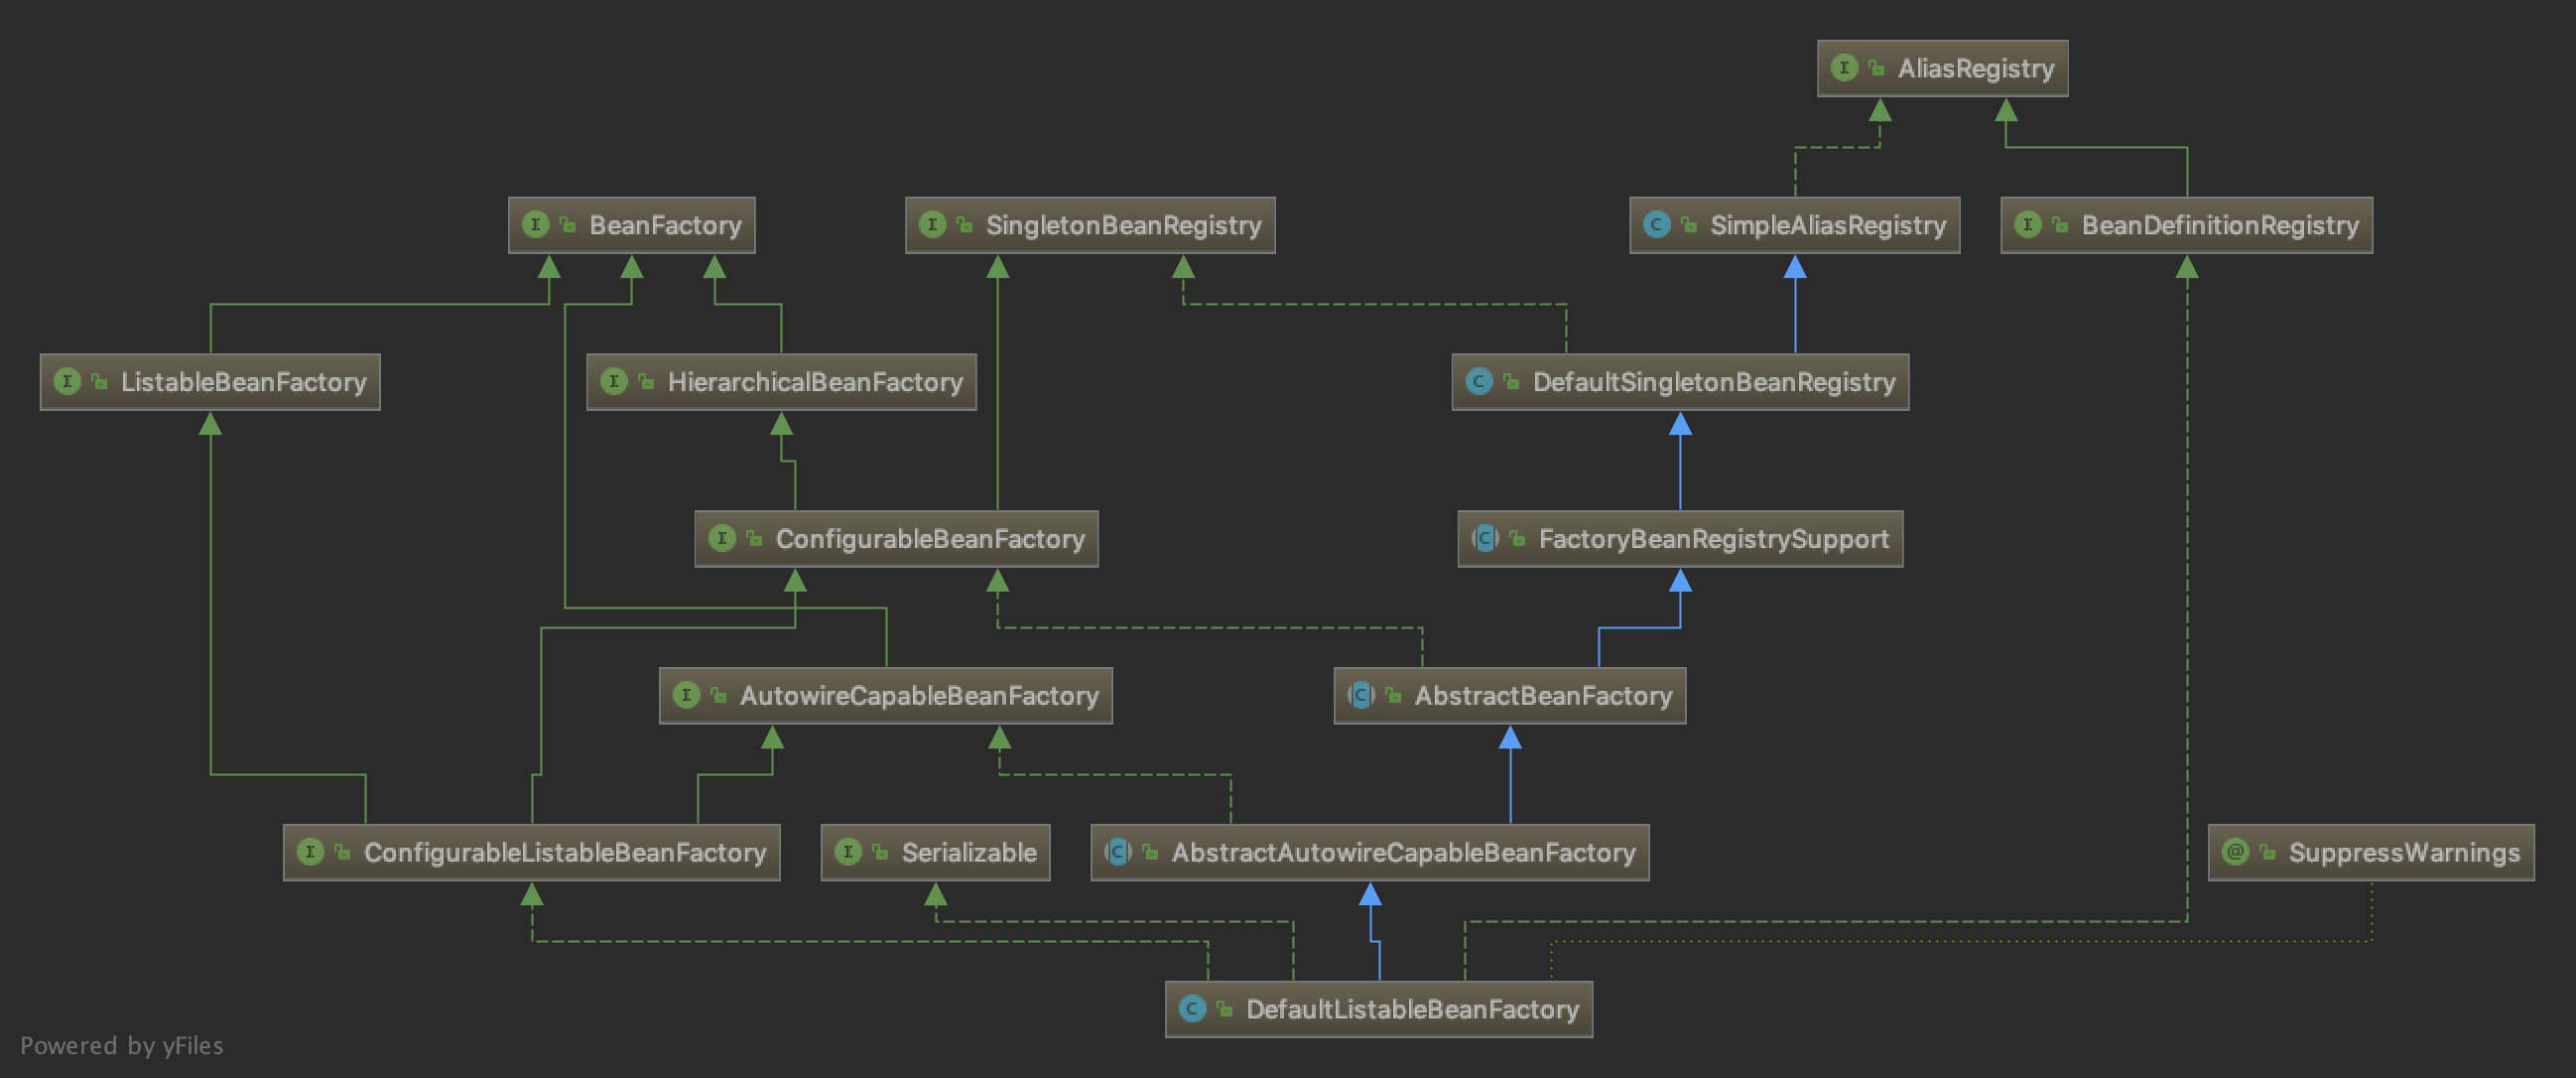 I AliasRegistry
I BeanFactory
I SingletonBeanRegistry
C SimpleAliasRegistry
I BeanDefinitionRegistry
I ListableBeanFactory
I HierarchicalBeanFactory
C DefaultSingletonBeanRegistry
I ConfigurableBeanFactory
C FactoryBeanRegistrySupport
I AutowireCapableBeanFactory
C AbstractBeanFactory
I ConfigurableListableBeanFactory
I Serializable
C AbstractAutowireCapableBeanFactory
@ SuppressWarnings
C DefaultListableBeanFactory
Powered by yFiles